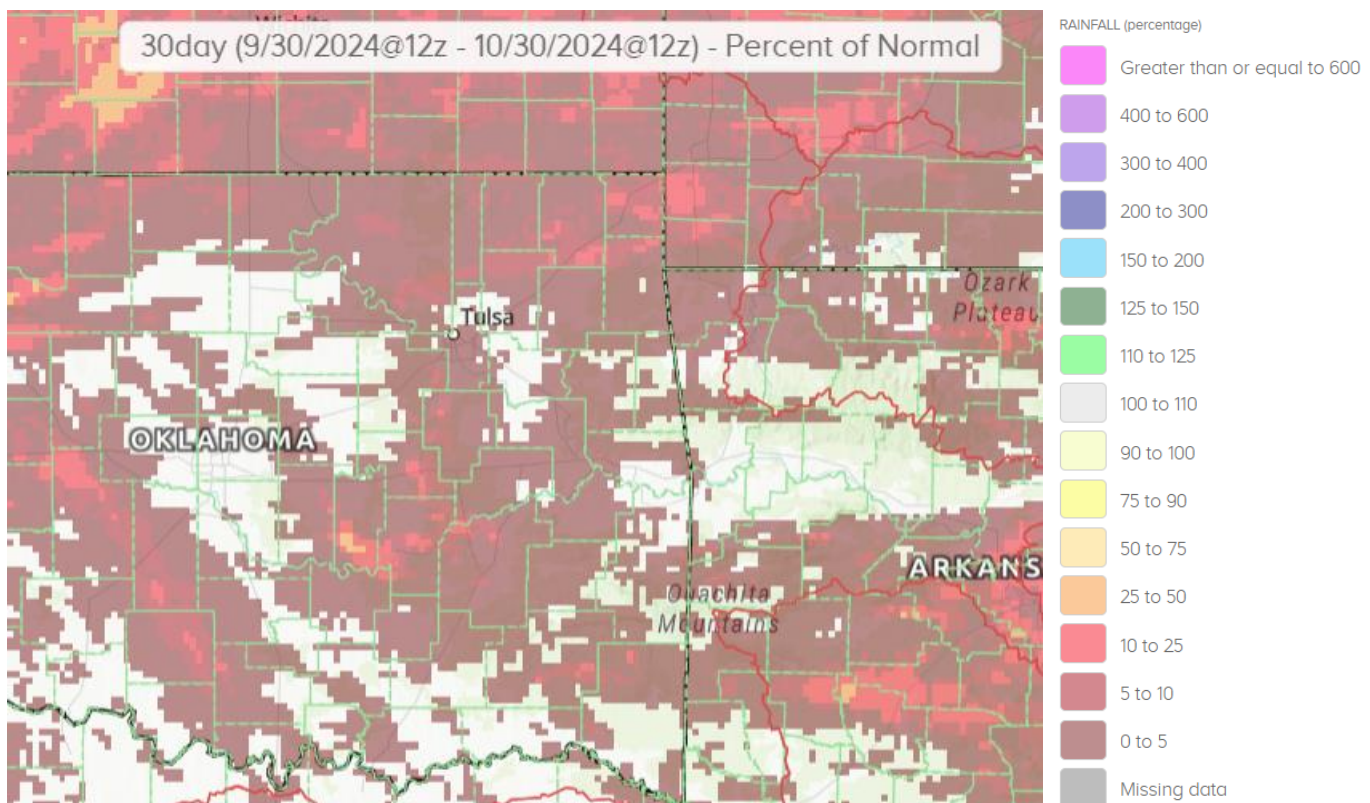 Wichita
30day (9/30/2024@12z - 10/30/2024@12z) - Percent of Normal
Ozark
Plateau
Tulsa
OKLAHOMA
ARKANS
Ouachita
Mountains
RAINFALL (percentage)
Greater than or equal to 600
400 to 600
300 to 400
200 to 300
150 to 200
125 to 150
110 to 125
100 to 110
90 to 100
75 to 90
50 to 75
25 to 50
10 to 25
5 to 10
0 to 5
Missing data